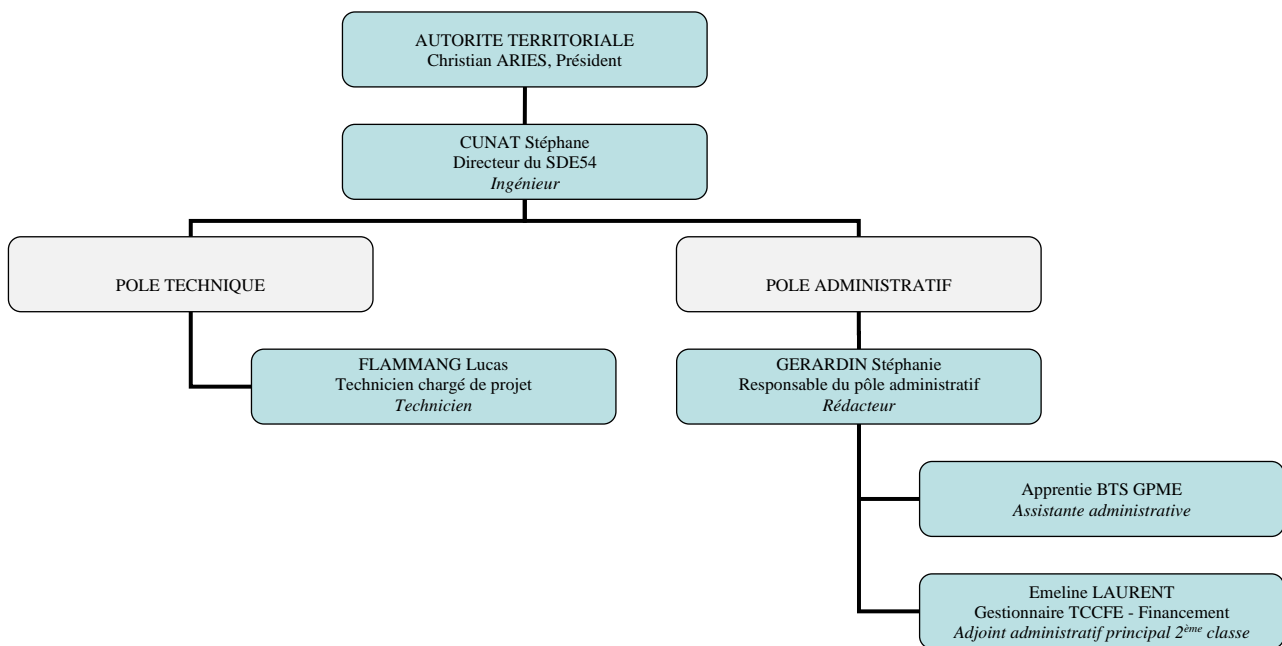 AUTORITE TERRITORIALE
Christian ARIES, Président
CUNAT Stéphane
Directeur du SDE54
Ingénieur
POLE TECHNIQUE
POLE ADMINISTRATIF
FLAMMANG Lucas
Technicien chargé de projet
Technicien
GERARDIN Stéphanie
Responsable du pôle administratif
Rédacteur
Apprentie BTS GPME
Assistante administrative
Emeline LAURENT
Gestionnaire TCCFE - Financement
Adjoint administratif principal 2ème classe